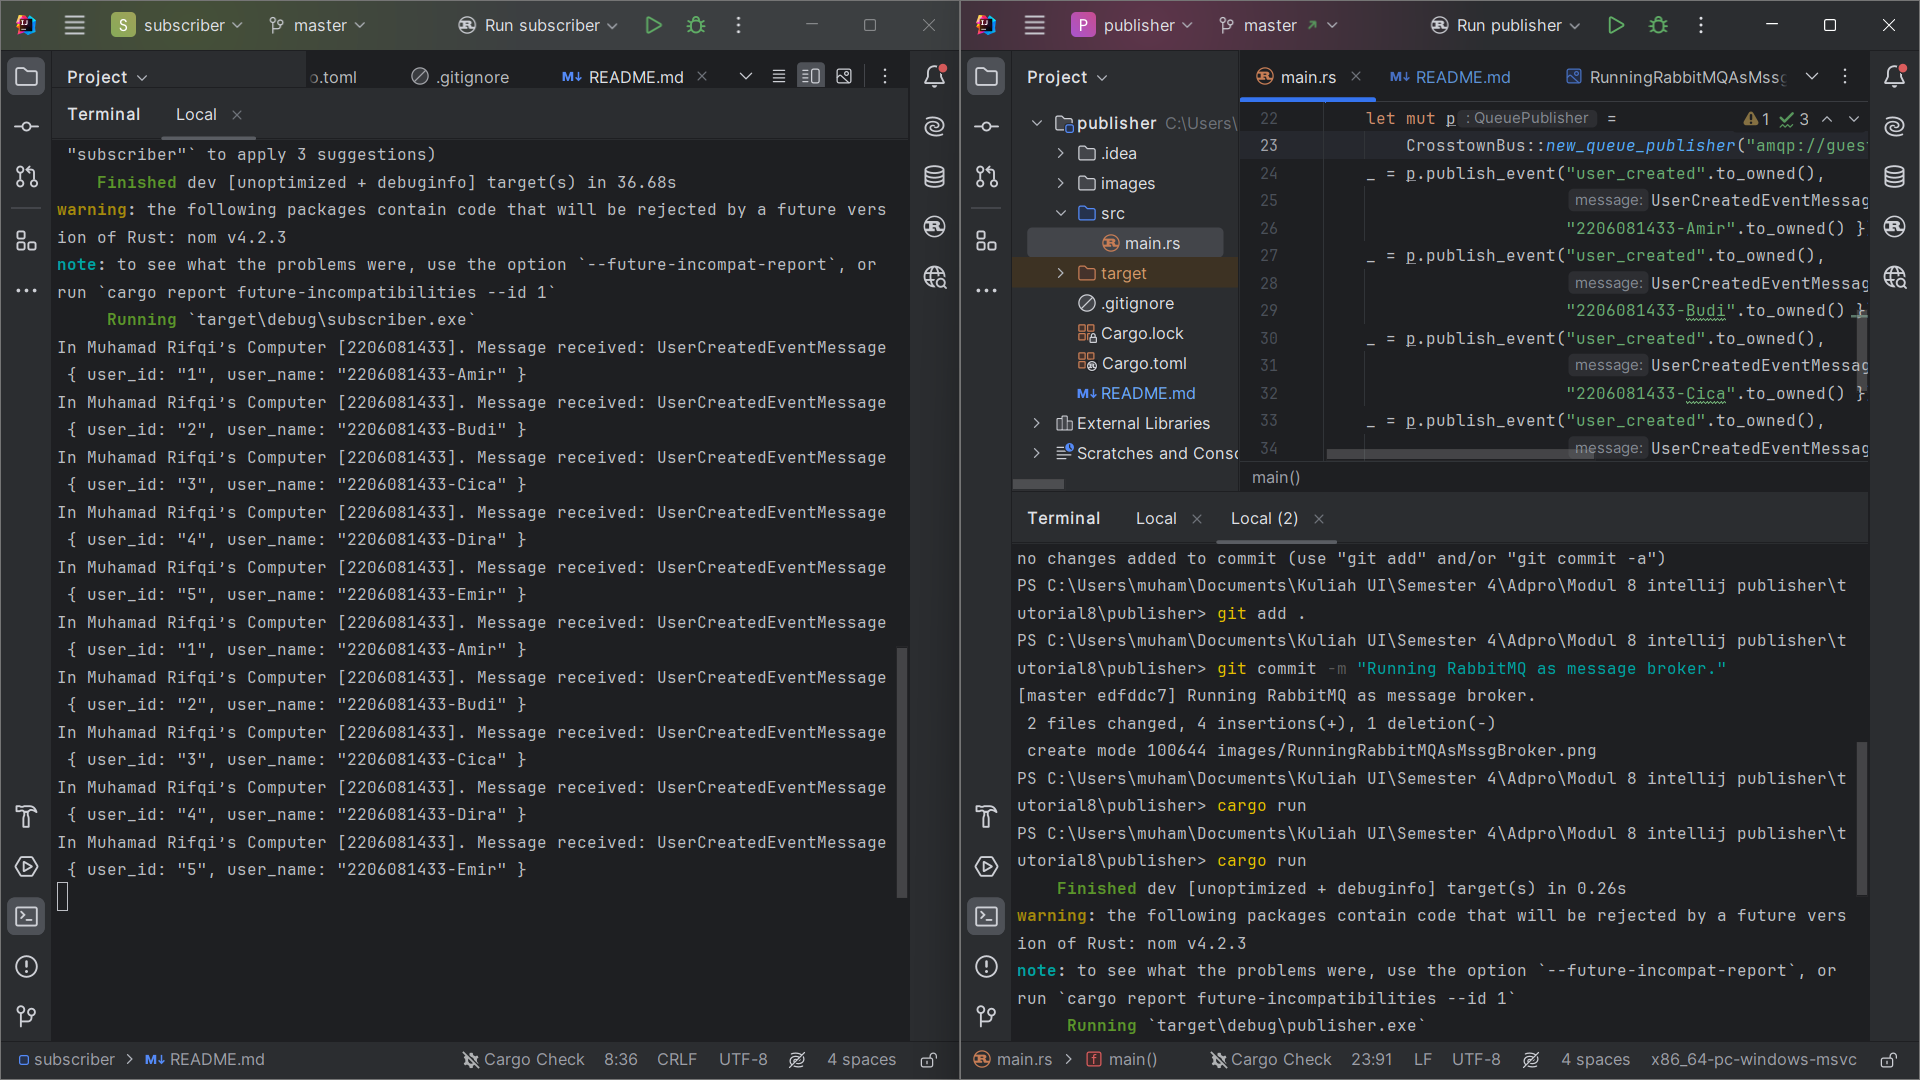 S subscriber master Run subscriber
Project
o.toml .gitignore M↓ README.md
Terminal Local
"subscriber"` to apply 3 suggestions)
Finished dev [unoptimized + debuginfo] target(s) in 36.68s
warning: the following packages contain code that will be rejected by a future vers
ion of Rust: nom v4.2.3
note: to see what the problems were, use the option `--future-incompat-report`, or
run `cargo report future-incompatibilities --id 1`
Running `target\debug\subscriber.exe`
In Muhamad Rifqi’s Computer [2206081433]. Message received: UserCreatedEventMessage
{ user_id: "1", user_name: "2206081433-Amir" }
In Muhamad Rifqi’s Computer [2206081433]. Message received: UserCreatedEventMessage
{ user_id: "2", user_name: "2206081433-Budi" }
In Muhamad Rifqi’s Computer [2206081433]. Message received: UserCreatedEventMessage
{ user_id: "3", user_name: "2206081433-Cica" }
In Muhamad Rifqi’s Computer [2206081433]. Message received: UserCreatedEventMessage
{ user_id: "4", user_name: "2206081433-Dira" }
In Muhamad Rifqi’s Computer [2206081433]. Message received: UserCreatedEventMessage
{ user_id: "5", user_name: "2206081433-Emir" }
In Muhamad Rifqi’s Computer [2206081433]. Message received: UserCreatedEventMessage
{ user_id: "1", user_name: "2206081433-Amir" }
In Muhamad Rifqi’s Computer [2206081433]. Message received: UserCreatedEventMessage
{ user_id: "2", user_name: "2206081433-Budi" }
In Muhamad Rifqi’s Computer [2206081433]. Message received: UserCreatedEventMessage
{ user_id: "3", user_name: "2206081433-Cica" }
In Muhamad Rifqi’s Computer [2206081433]. Message received: UserCreatedEventMessage
{ user_id: "4", user_name: "2206081433-Dira" }
In Muhamad Rifqi’s Computer [2206081433]. Message received: UserCreatedEventMessage
{ user_id: "5", user_name: "2206081433-Emir" }
subscriber > M↓ README.md Cargo Check 8:36 CRLF UTF-8 4 spaces
P publisher master Run publisher
Project
publisher C:\Users\
.idea
images
src
main.rs
target
.gitignore
Cargo.lock
Cargo.toml
M↓ README.md
External Libraries
Scratches and Conso
main.rs M↓ README.md RunningRabbitMQAsMssg
22 let mut p : QueuePublisher = 1 3
23 CrosstownBus::new_queue_publisher("amqp://gues
24 _ = p.publish_event("user_created".to_owned(),
25 message: UserCreatedEventMessag
26 "2206081433-Amir".to_owned() }
27 _ = p.publish_event("user_created".to_owned(),
28 message: UserCreatedEventMessag
29 "2206081433-Budi".to_owned() }
30 _ = p.publish_event("user_created".to_owned(),
31 message: UserCreatedEventMessag
32 "2206081433-Cica".to_owned() }
33 _ = p.publish_event("user_created".to_owned(),
34 message: UserCreatedEventMessag
main()
Terminal Local Local (2)
no changes added to commit (use "git add" and/or "git commit -a")
PS C:\Users\muham\Documents\Kuliah UI\Semester 4\Adpro\Modul 8 intellij publisher\t
utorial8\publisher> git add .
PS C:\Users\muham\Documents\Kuliah UI\Semester 4\Adpro\Modul 8 intellij publisher\t
utorial8\publisher> git commit -m "Running RabbitMQ as message broker."
[master edfddc7] Running RabbitMQ as message broker.
2 files changed, 4 insertions(+), 1 deletion(-)
create mode 100644 images/RunningRabbitMQAsMssgBroker.png
PS C:\Users\muham\Documents\Kuliah UI\Semester 4\Adpro\Modul 8 intellij publisher\t
utorial8\publisher> cargo run
PS C:\Users\muham\Documents\Kuliah UI\Semester 4\Adpro\Modul 8 intellij publisher\t
utorial8\publisher> cargo run
Finished dev [unoptimized + debuginfo] target(s) in 0.26s
warning: the following packages contain code that will be rejected by a future vers
ion of Rust: nom v4.2.3
note: to see what the problems were, use the option `--future-incompat-report`, or
run `cargo report future-incompatibilities --id 1`
Running `target\debug\publisher.exe`
main.rs > main() Cargo Check 23:91 LF UTF-8 4 spaces x86_64-pc-windows-msvc